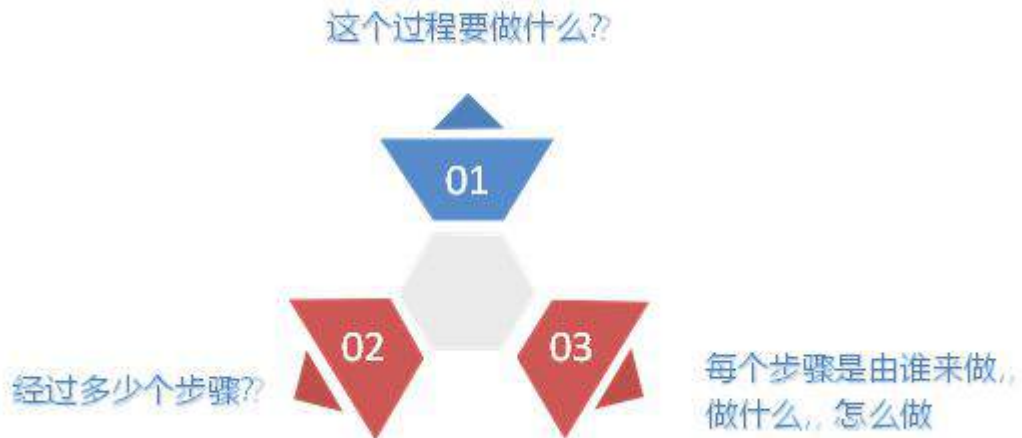 这个过程要做什么??
01
02
03
经过多少个步骤??
每个步骤是由谁来做,,
做什么,, 怎么做